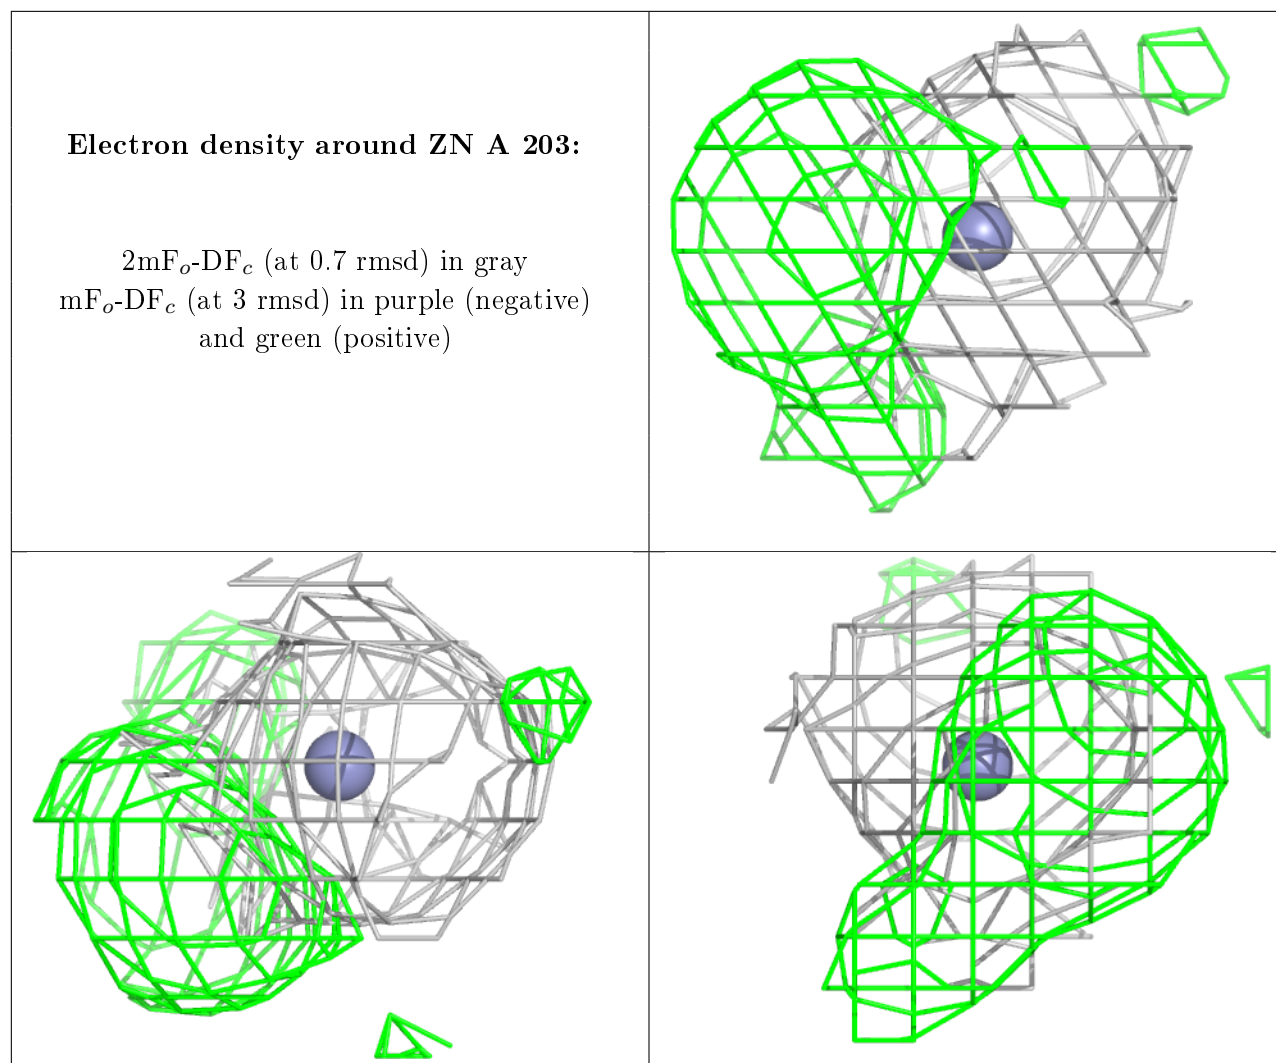 Electron density around ZN A 203:
2mFₒ-DF𝑐 (at 0.7 rmsd) in gray
mFₒ-DF𝑐 (at 3 rmsd) in purple (negative)
and green (positive)